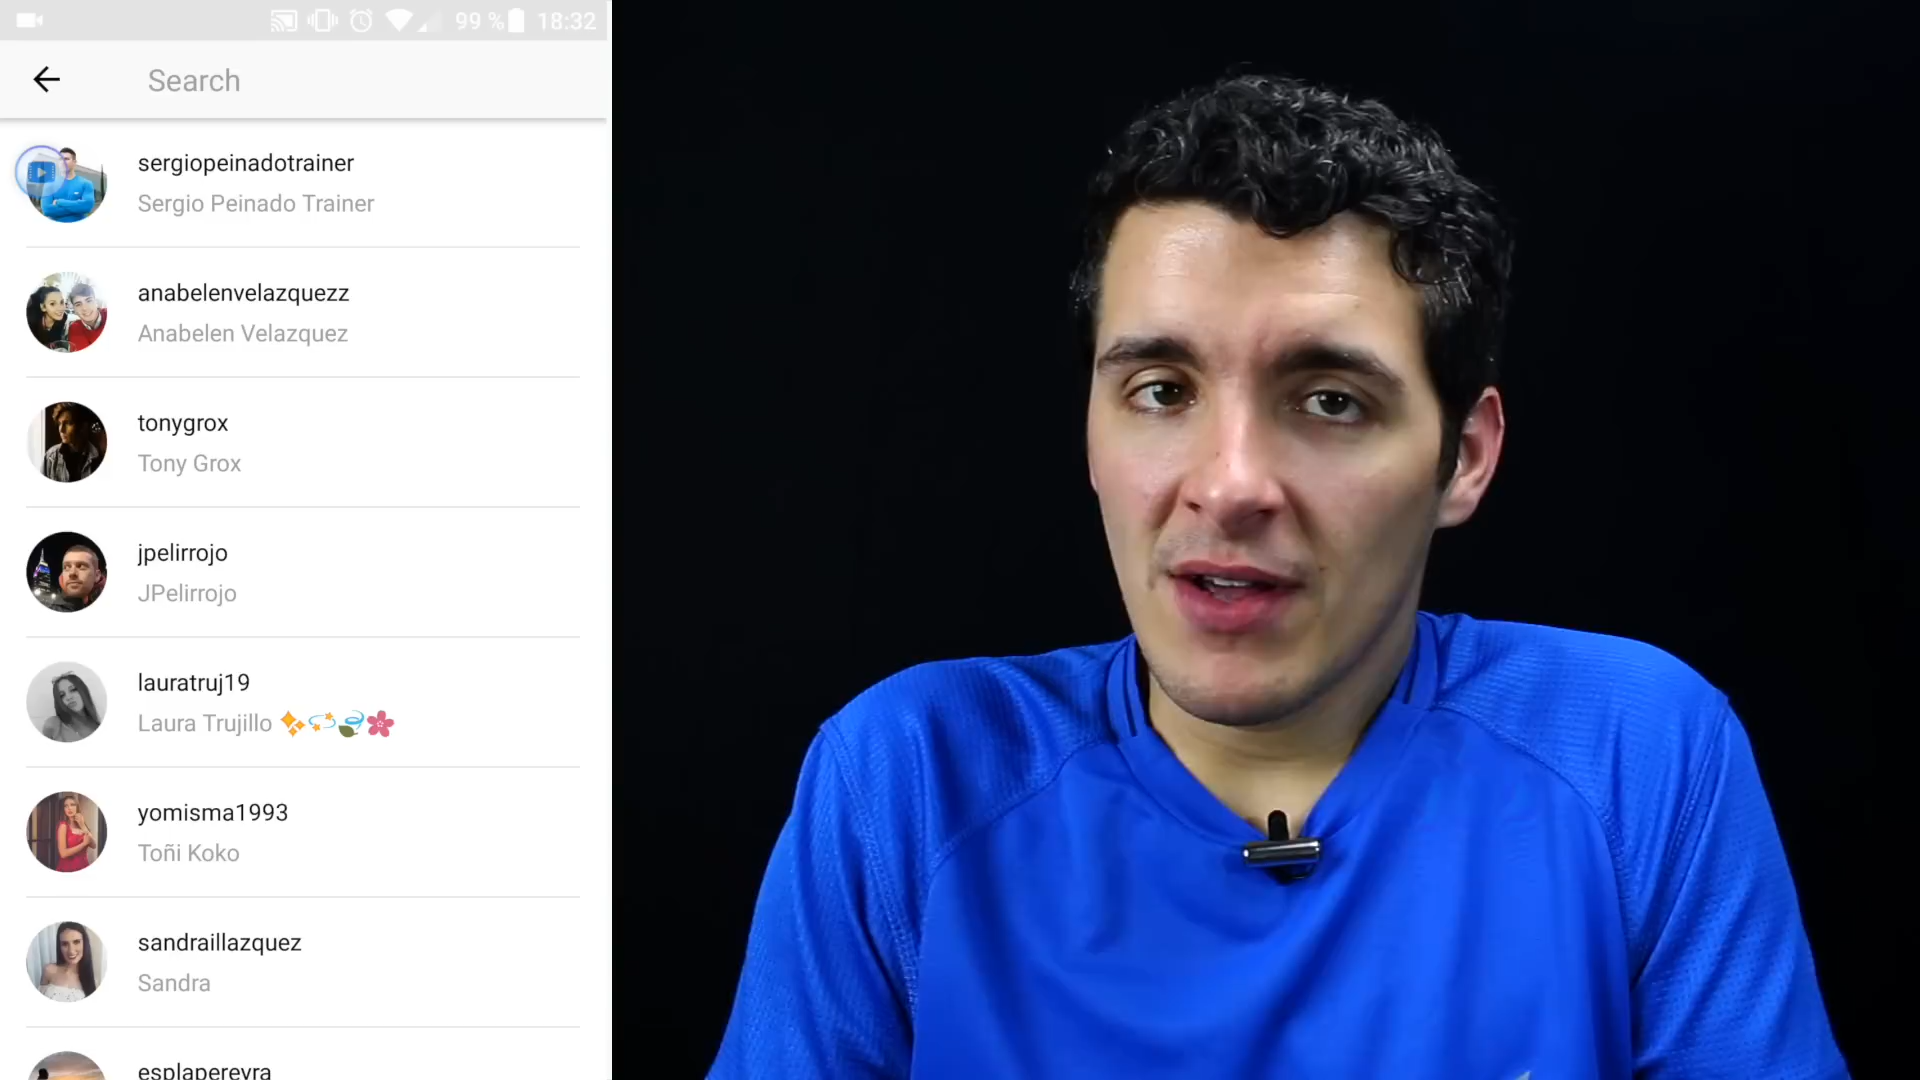 99 % 18:32
Search
sergiopeinadotrainer
Sergio Peinado Trainer
anabelenvelazquezz
Anabelen Velazquez
tonygrox
Tony Grox
jpelirrojo
JPelirrojo
lauratruj19
Laura Trujillo ✨💫🍃🌸
yomisma1993
Toñi Koko
sandraillazquez
Sandra
esplapereyra